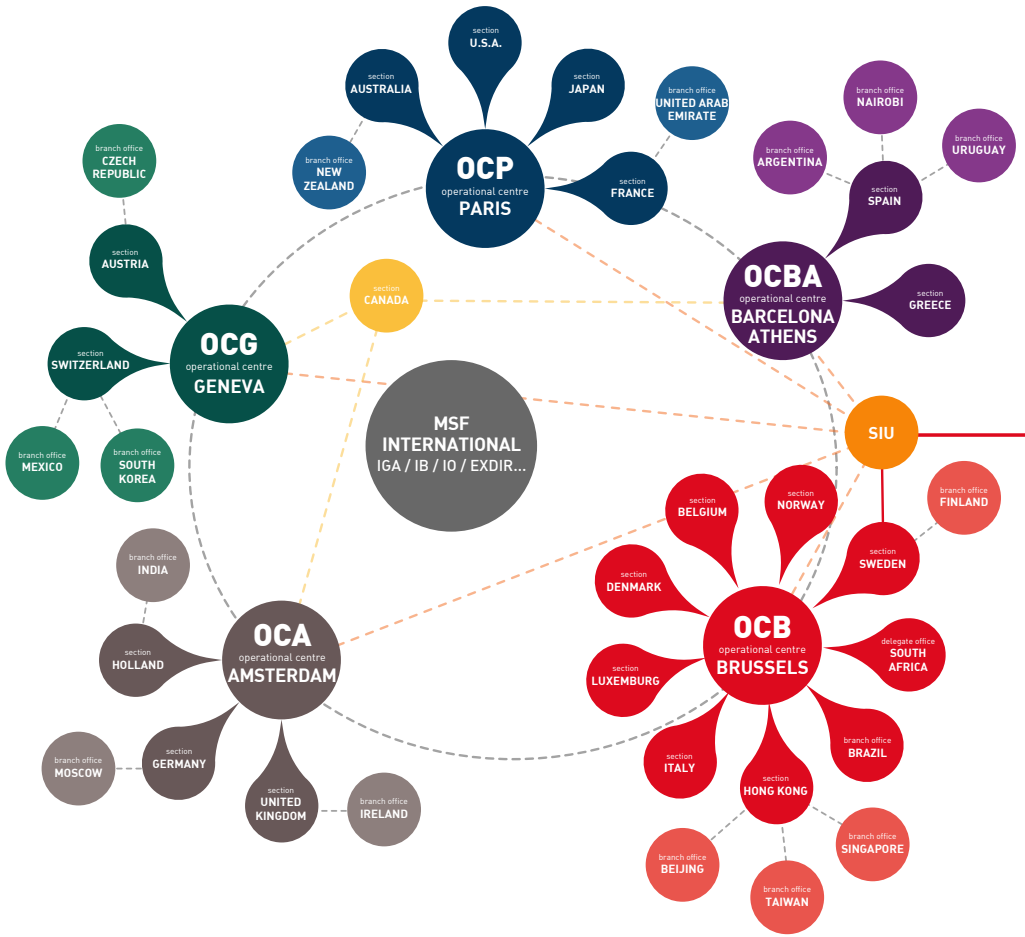 section
U.S.A.
section
AUSTRALIA
section
JAPAN
branch office
UNITED ARAB
EMIRATE
branch office
NEW
ZEALAND
OCP
operational centre
PARIS
section
FRANCE
branch office
NAIROBI
branch office
ARGENTINA
branch office
URUGUAY
section
SPAIN
OCBA
operational centre
BARCELONA
ATHENS
section
GREECE
branch office
CZECH
REPUBLIC
section
AUSTRIA
section
CANADA
OCG
operational centre
GENEVA
section
SWITZERLAND
branch office
MEXICO
branch office
SOUTH
KOREA
MSF
INTERNATIONAL
IGA / IB / IO / EXDIR...
SIU
branch office
INDIA
OCA
operational centre
AMSTERDAM
section
HOLLAND
section
GERMANY
branch office
MOSCOW
section
UNITED
KINGDOM
branch office
IRELAND
section
BELGIUM
section
NORWAY
branch office
FINLAND
section
SWEDEN
section
DENMARK
OCB
operational centre
BRUSSELS
delegate office
SOUTH
AFRICA
section
LUXEMBURG
section
ITALY
section
HONG KONG
branch office
BRAZIL
branch office
BEIJING
branch office
TAIWAN
branch office
SINGAPORE